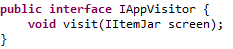 public interface IAppVisitor {
    void visit(IItemJar screen);
}